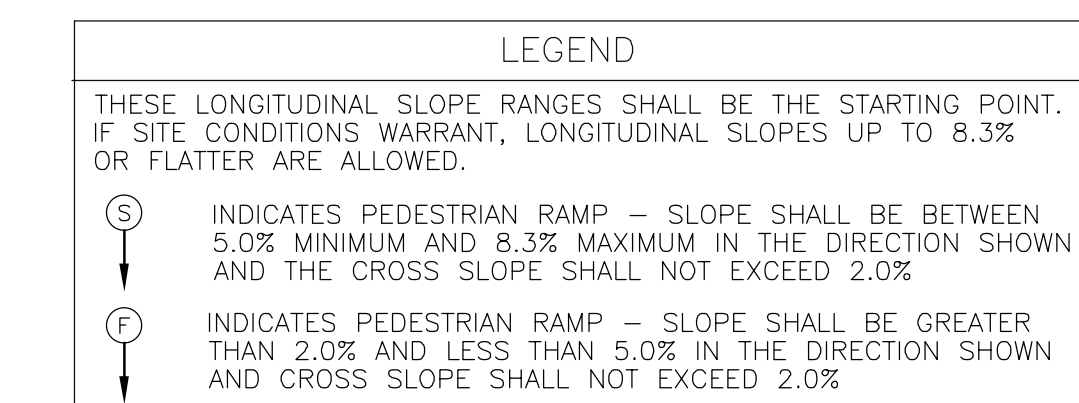 LEGEND
THESE LONGITUDINAL SLOPE RANGES SHALL BE THE STARTING POINT.
IF SITE CONDITIONS WARRANT, LONGITUDINAL SLOPES UP TO 8.3%
OR FLATTER ARE ALLOWED.
S INDICATES PEDESTRIAN RAMP – SLOPE SHALL BE BETWEEN
5.0% MINIMUM AND 8.3% MAXIMUM IN THE DIRECTION SHOWN
AND THE CROSS SLOPE SHALL NOT EXCEED 2.0%
F INDICATES PEDESTRIAN RAMP – SLOPE SHALL BE GREATER
THAN 2.0% AND LESS THAN 5.0% IN THE DIRECTION SHOWN
AND CROSS SLOPE SHALL NOT EXCEED 2.0%